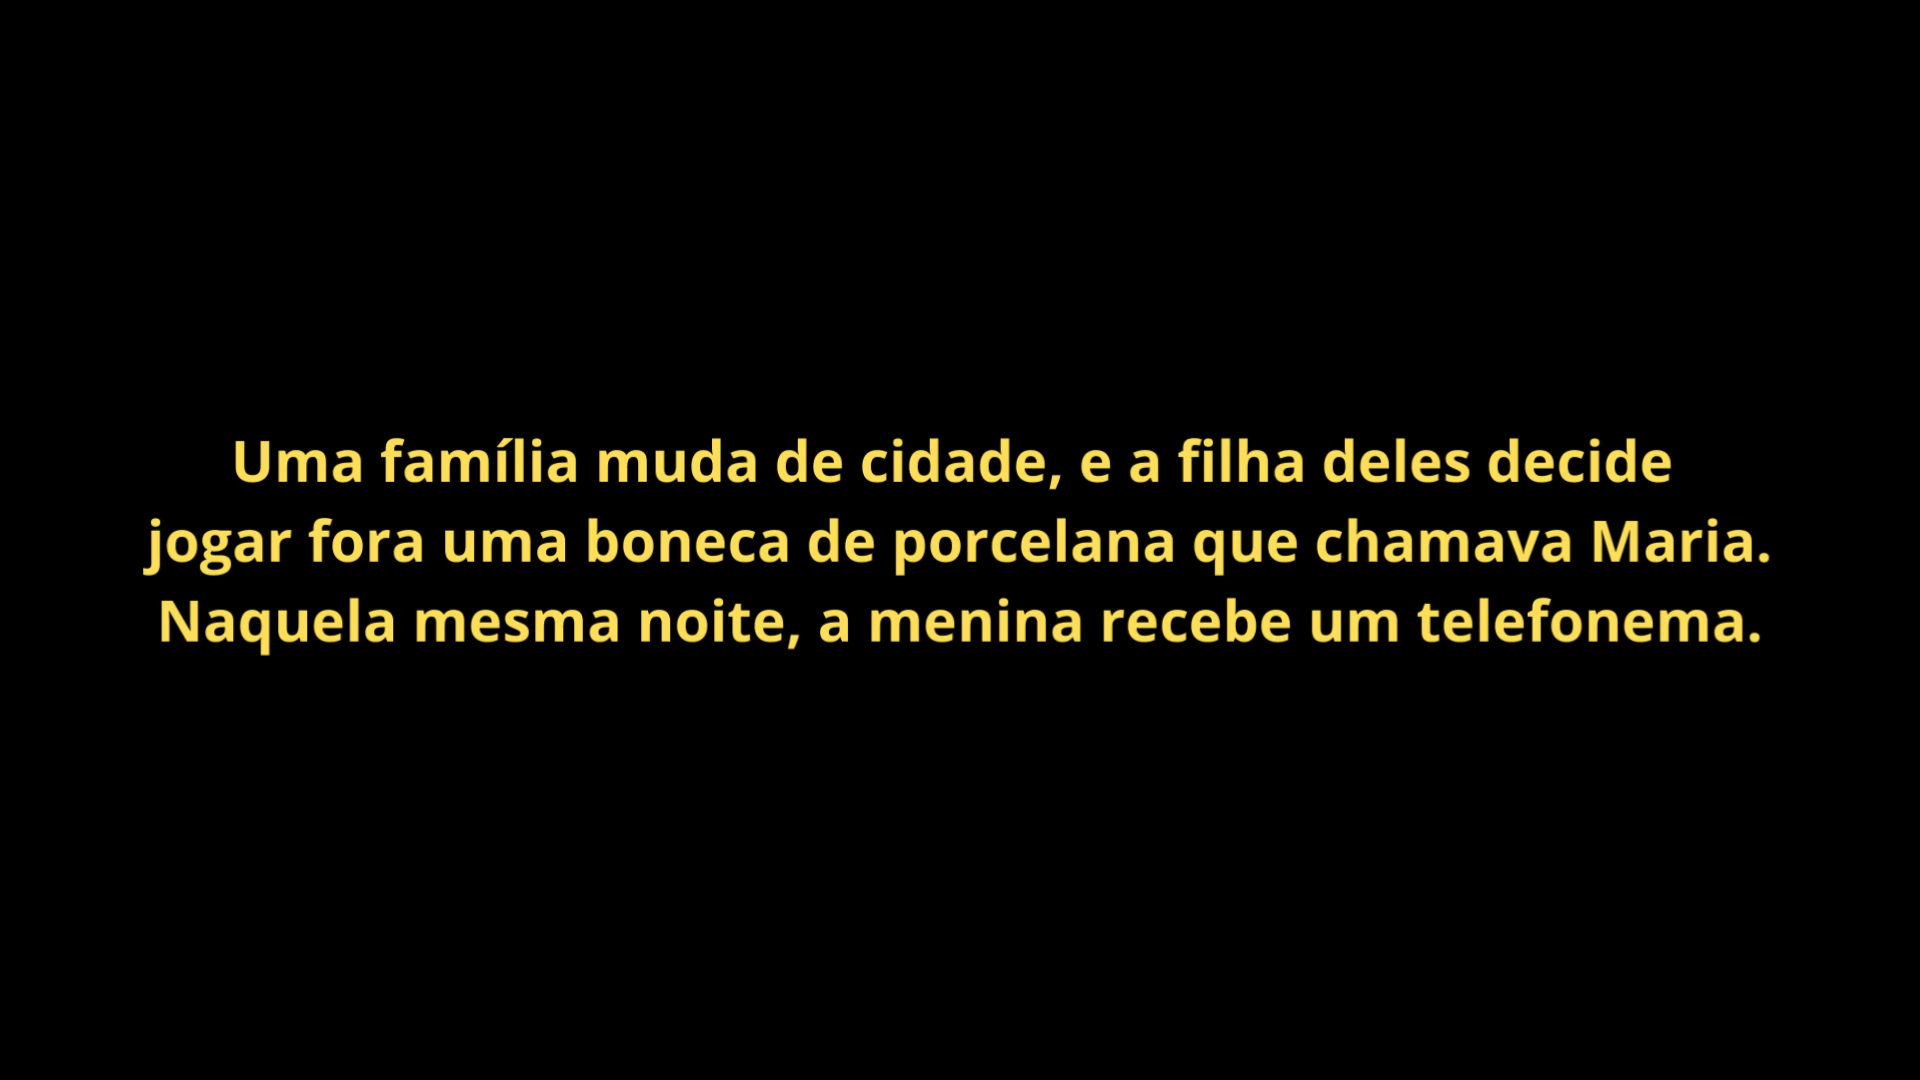 Uma família muda de cidade, e a filha deles decide
jogar fora uma boneca de porcelana que chamava Maria.
Naquela mesma noite, a menina recebe um telefonema.